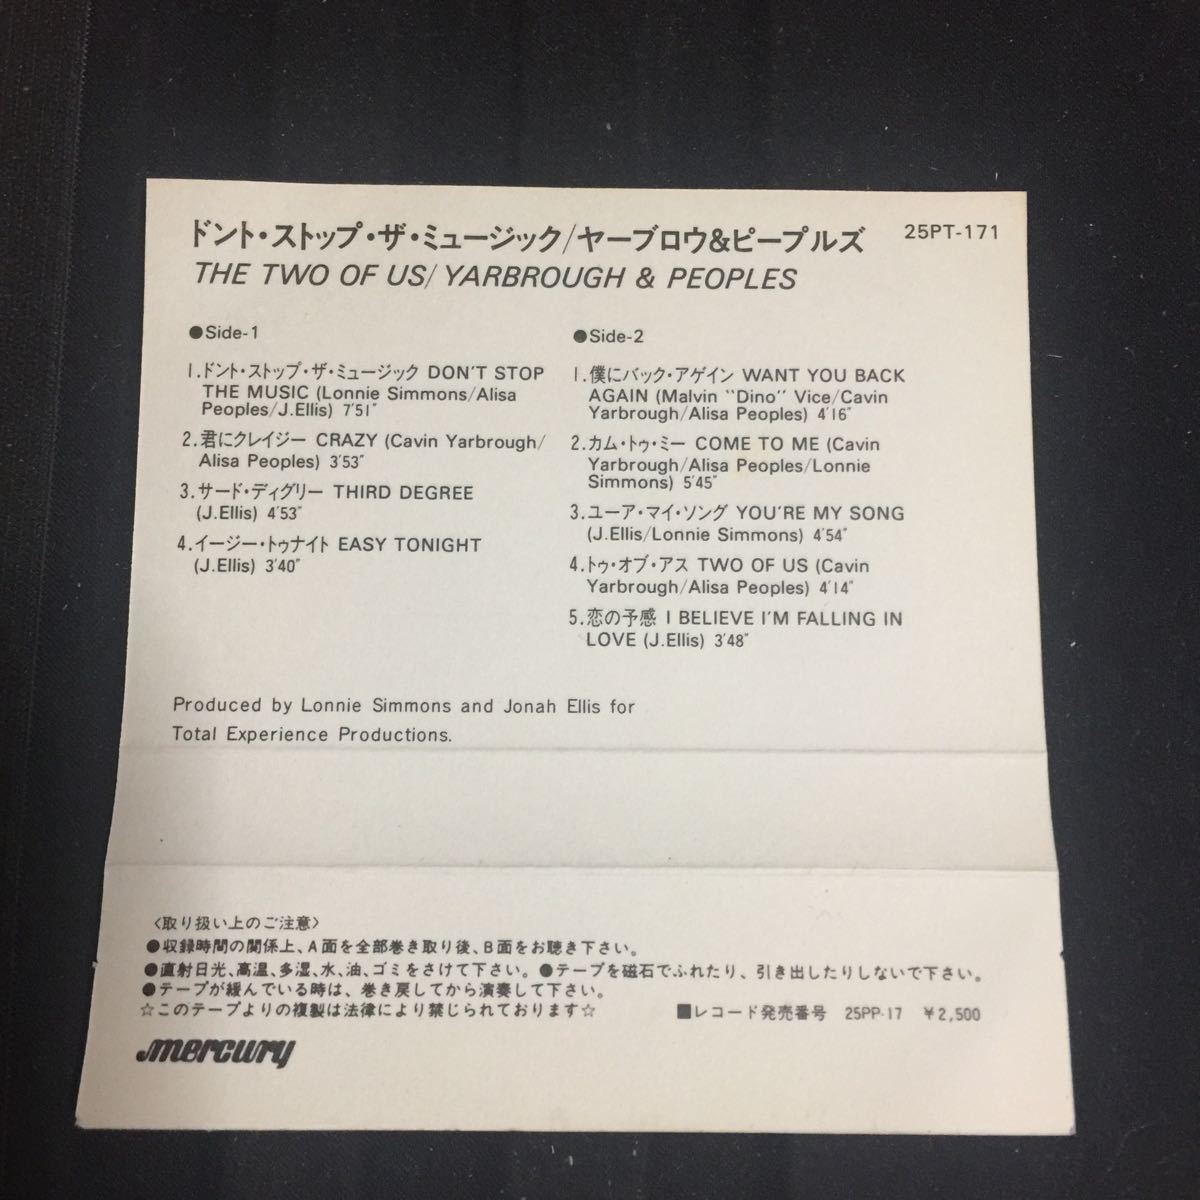 ドント・ストップ・ザ・ミュージック/ヤーブロウ&ピープルズ 25PT-171
THE TWO OF US/YARBROUGH & PEOPLES
●Side-1
1.ドント・ストップ・ザ・ミュージック DON'T STOP
THE MUSIC (Lonnie Simmons/Alisa
Peoples/J.Ellis) 7'51"
2.君にクレイジー CRAZY (Cavin Yarbrough/
Alisa Peoples) 3'53"
3.サード・ディグリー THIRD DEGREE
(J.Ellis) 4'53"
4.イージー・トゥナイト EASY TONIGHT
(J.Ellis) 3'40"
●Side-2
1.僕にバック・アゲイン WANT YOU BACK
AGAIN (Malvin "Dino" Vice/Cavin
Yarbrough/Alisa Peoples) 4'16"
2.カム・トゥ・ミー COME TO ME (Cavin
Yarbrough/Alisa Peoples/Lonnie
Simmons) 5'45"
3.ユーア・マイ・ソング YOU'RE MY SONG
(J.Ellis/Lonnie Simmons) 4'54"
4.トゥ・オブ・アス TWO OF US (Cavin
Yarbrough/Alisa Peoples) 4'14"
5.恋の予感 I BELIEVE I'M FALLING IN
LOVE (J.Ellis) 3'48"
Produced by Lonnie Simmons and Jonah Ellis for
Total Experience Productions.
〈取り扱い上のご注意〉
●収録時間の関係上、A面を全部巻き取り後、B面をお聴き下さい。
●直射日光、高温、多湿、水、油、ゴミをさけて下さい。●テープを磁石でふれたり、引き出したりしないで下さい。
●テープが緩んでいる時は、巻き戻してから演奏して下さい。
☆このテープよりの複製は法律により禁じられております☆ ■レコード発売番号 25PP-17 ¥2,500
mercury